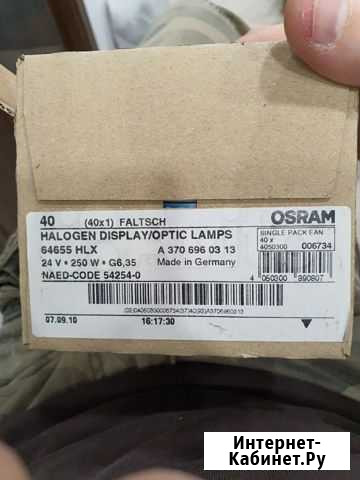 40 (40x1) FALTSCH
OSRAM
HALOGEN DISPLAY/OPTIC LAMPS
64655 HLX A 370 696 03 13
24 V • 250 W • G6,35 Made in Germany
NAED-CODE 54254-0
SINGLE PACK EAN
40 x
4050300 006734
4 050300 890807
07.09.10 16:17:30
Интернет-
Кабинет.Ру